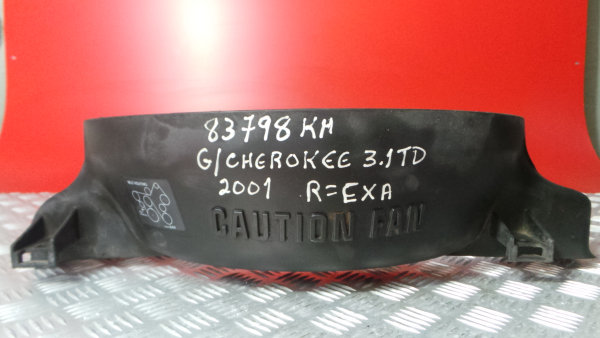 83798 KM
G/CHEROKEE 3.1TD
2001 R=EXA
CAUTION FAN